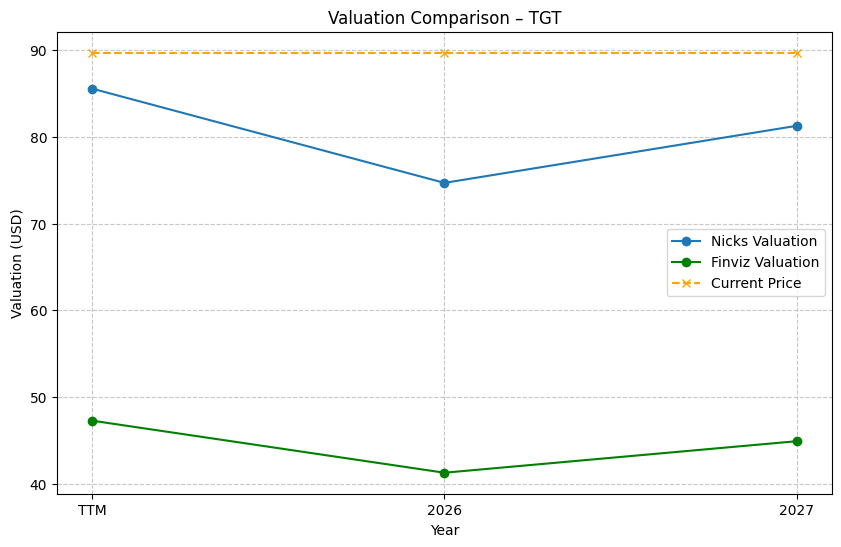 Valuation Comparison – TGT
Valuation (USD)
90
80
70
60
50
40
Nicks Valuation
Finviz Valuation
Current Price
TTM
2026
2027
Year